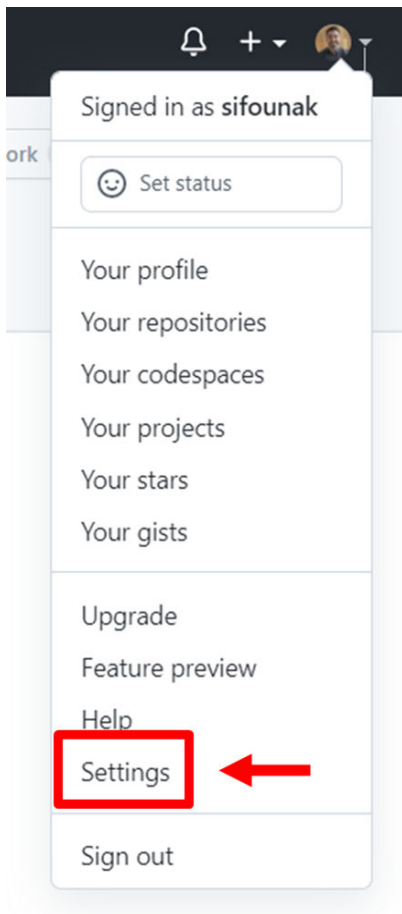 Signed in as sifounak
ork
Set status
Your profile
Your repositories
Your codespaces
Your projects
Your stars
Your gists
Upgrade
Feature preview
Help
Settings
Sign out